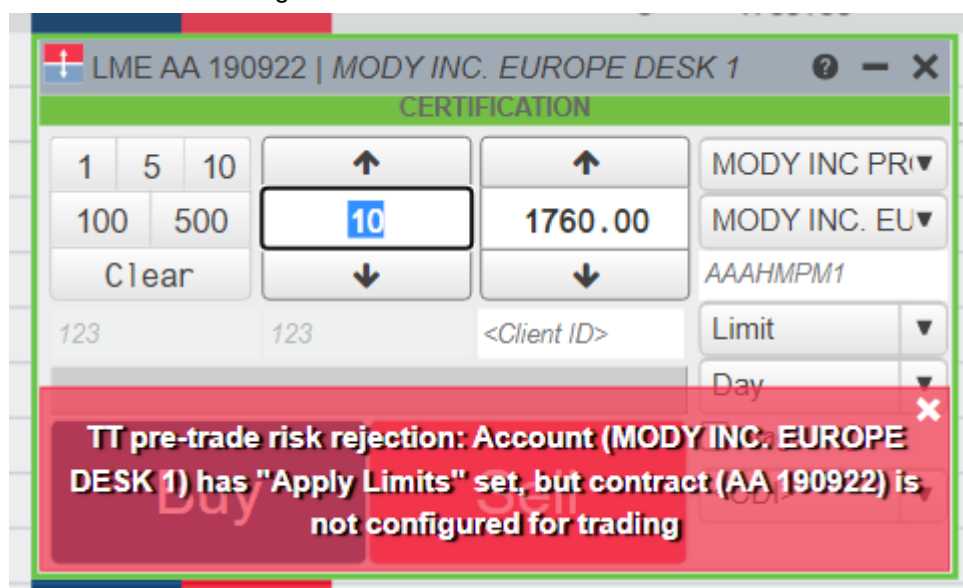 LME AA 190922 | MODY INC. EUROPE DESK 1
CERTIFICATION
1 5 10
MODY INC PR
100 500 10 1760.00 MODY INC. EU
Clear
AAAHMPM1
123 123 <Client ID> Limit
Day
TT pre-trade risk rejection: Account (MODY INC. EUROPE
DESK 1) has "Apply Limits" set, but contract (AA 190922) is
not configured for trading
Buy Sell